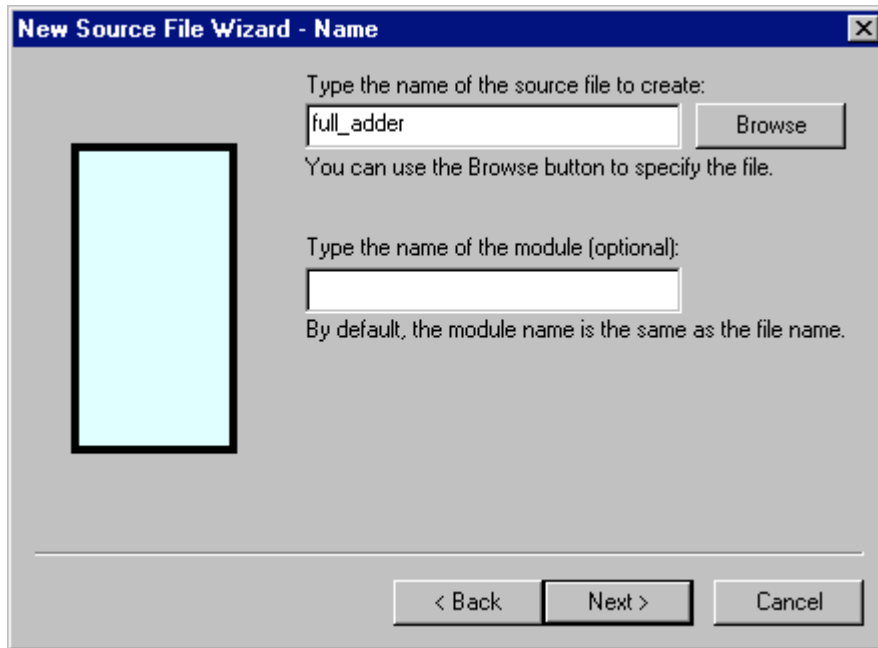 New Source File Wizard - Name
Type the name of the source file to create:
full_adder
Browse
You can use the Browse button to specify the file.
Type the name of the module (optional):
By default, the module name is the same as the file name.
< Back
Next >
Cancel